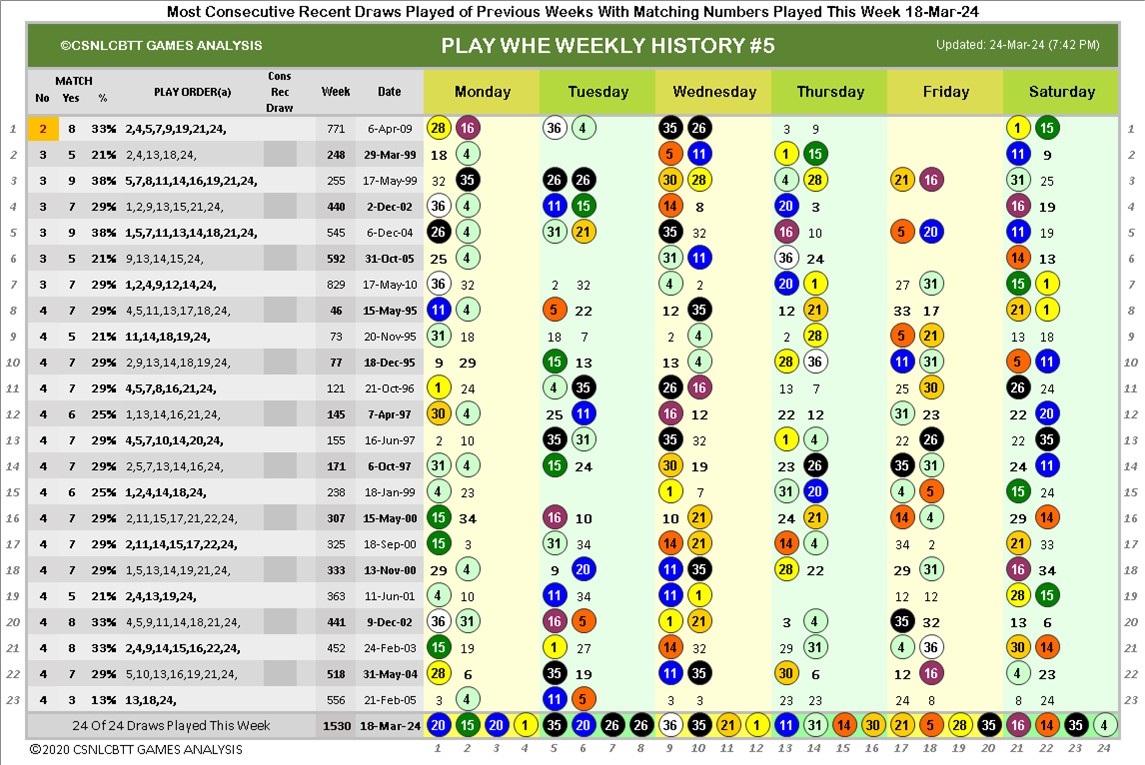 Most Consecutive Recent Draws Played of Previous Weeks With Matching Numbers Played This Week 18-Mar-24
©CSNLCBTT GAMES ANALYSIS PLAY WHE WEEKLY HISTORY #5 Updated: 24-Mar-24 (7:42 PM)
No MATCH Yes % PLAY ORDER(a) Cons Rec Draw Week Date Monday Tuesday Wednesday Thursday Friday Saturday
1 2 8 33% 2,4,5,7,9,19,21,24, 771 6-Apr-09 28 16 36 4 35 26 3 9 1 15 1
2 3 5 21% 2,4,13,18,24, 248 29-Mar-99 18 4 5 11 1 15 11 9 2
3 3 9 38% 5,7,8,11,14,16,19,21,24, 255 17-May-99 32 35 26 26 30 28 4 28 21 16 31 25 3
4 3 7 29% 1,2,9,13,15,21,24, 440 2-Dec-02 36 4 11 15 14 8 20 3 16 19 4
5 3 9 38% 1,5,7,11,13,14,18,21,24, 545 6-Dec-04 26 4 31 21 35 32 16 10 5 20 11 19 5
6 3 5 21% 9,13,14,15,24, 592 31-Oct-05 25 4 31 11 36 24 14 13 6
7 3 7 29% 1,2,4,9,12,14,24, 829 17-May-10 36 32 2 32 4 2 20 1 27 31 15 1 7
8 4 7 29% 4,5,11,13,17,18,24, 46 15-May-95 11 4 5 22 12 35 12 21 33 17 21 1 8
9 4 5 21% 11,14,18,19,24, 73 20-Nov-95 31 18 18 7 2 4 2 28 5 21 13 18 9
10 4 7 29% 2,9,13,14,18,19,24, 77 18-Dec-95 9 29 15 13 13 4 28 36 11 31 5 11 10
11 4 7 29% 4,5,7,8,16,21,24, 121 21-Oct-96 1 24 4 35 26 16 13 7 25 30 26 24 11
12 4 6 25% 1,13,14,16,21,24, 145 7-Apr-97 30 4 25 11 16 12 22 12 31 23 22 20 12
13 4 7 29% 4,5,7,10,14,20,24, 155 16-Jun-97 2 10 35 31 35 32 1 4 22 26 22 35 13
14 4 7 29% 2,5,7,13,14,16,24, 171 6-Oct-97 31 4 15 24 30 19 23 26 35 31 24 11 14
15 4 6 25% 1,2,4,14,18,24, 238 18-Jan-99 4 23 1 7 31 20 4 5 15 24 15
16 4 7 29% 2,11,15,17,21,22,24, 307 15-May-00 15 34 16 10 10 21 24 21 14 4 29 14 16
17 4 7 29% 2,11,14,15,17,22,24, 325 18-Sep-00 15 3 31 34 14 21 14 4 34 2 21 33 17
18 4 7 29% 1,5,13,14,19,21,24, 333 13-Nov-00 29 4 9 20 11 35 28 22 29 31 16 34 18
19 4 5 21% 2,4,13,19,24, 363 11-Jun-01 4 10 11 34 11 1 12 12 28 15 19
20 4 8 33% 4,5,9,11,14,18,21,24, 441 9-Dec-02 36 31 16 5 1 21 3 4 35 32 13 6 20
21 4 8 33% 2,4,9,14,15,16,22,24, 452 24-Feb-03 15 19 1 27 14 32 29 31 4 36 30 14 21
22 4 7 29% 5,10,13,16,19,21,24, 518 31-May-04 28 6 35 19 11 35 30 6 12 16 4 23 22
23 4 3 13% 13,18,24, 556 21-Feb-05 3 4 11 5 3 3 23 23 24 8 8 24 23
24 Of 24 Draws Played This Week 1530 18-Mar-24 20 15 20 1 35 20 26 26 36 35 21 1 11 31 14 30 21 5 28 35 16 14 35 4
©2020 CSNLCBTT GAMES ANALYSIS 1 2 3 4 5 6 7 8 9 10 11 12 13 14 15 16 17 18 19 20 21 22 23 24